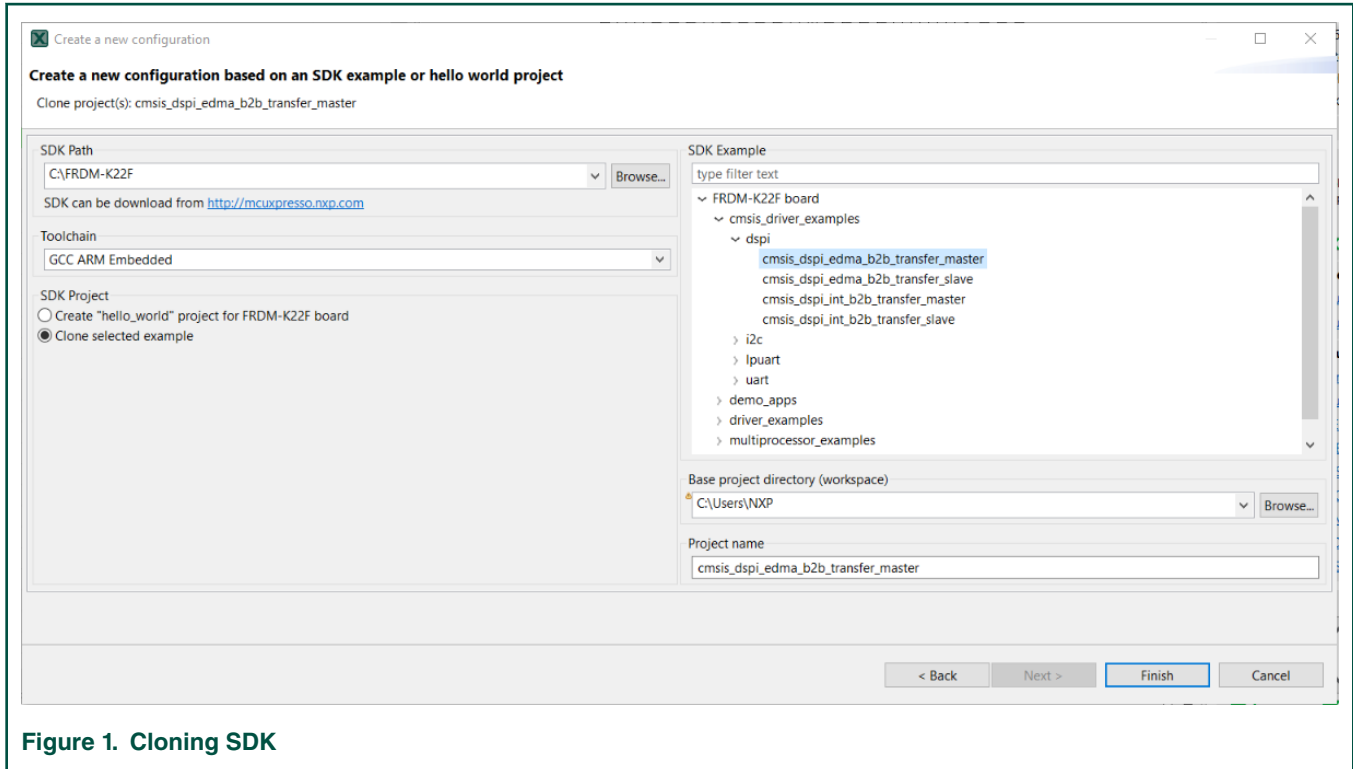 Create a new configuration
Create a new configuration based on an SDK example or hello world project
Clone project(s): cmsis_dspi_edma_b2b_transfer_master
SDK Path
C:\FRDM-K22F
Browse...
SDK can be download from http://mcuxpresso.nxp.com
Toolchain
GCC ARM Embedded
SDK Project
Create "hello_world" project for FRDM-K22F board
Clone selected example
SDK Example
type filter text
FRDM-K22F board
cmsis_driver_examples
dspi
cmsis_dspi_edma_b2b_transfer_master
cmsis_dspi_edma_b2b_transfer_slave
cmsis_dspi_int_b2b_transfer_master
cmsis_dspi_int_b2b_transfer_slave
i2c
lpuart
uart
demo_apps
driver_examples
multiprocessor_examples
Base project directory (workspace)
C:\Users\NXP
Browse...
Project name
cmsis_dspi_edma_b2b_transfer_master
< Back
Next >
Finish
Cancel
Figure 1. Cloning SDK